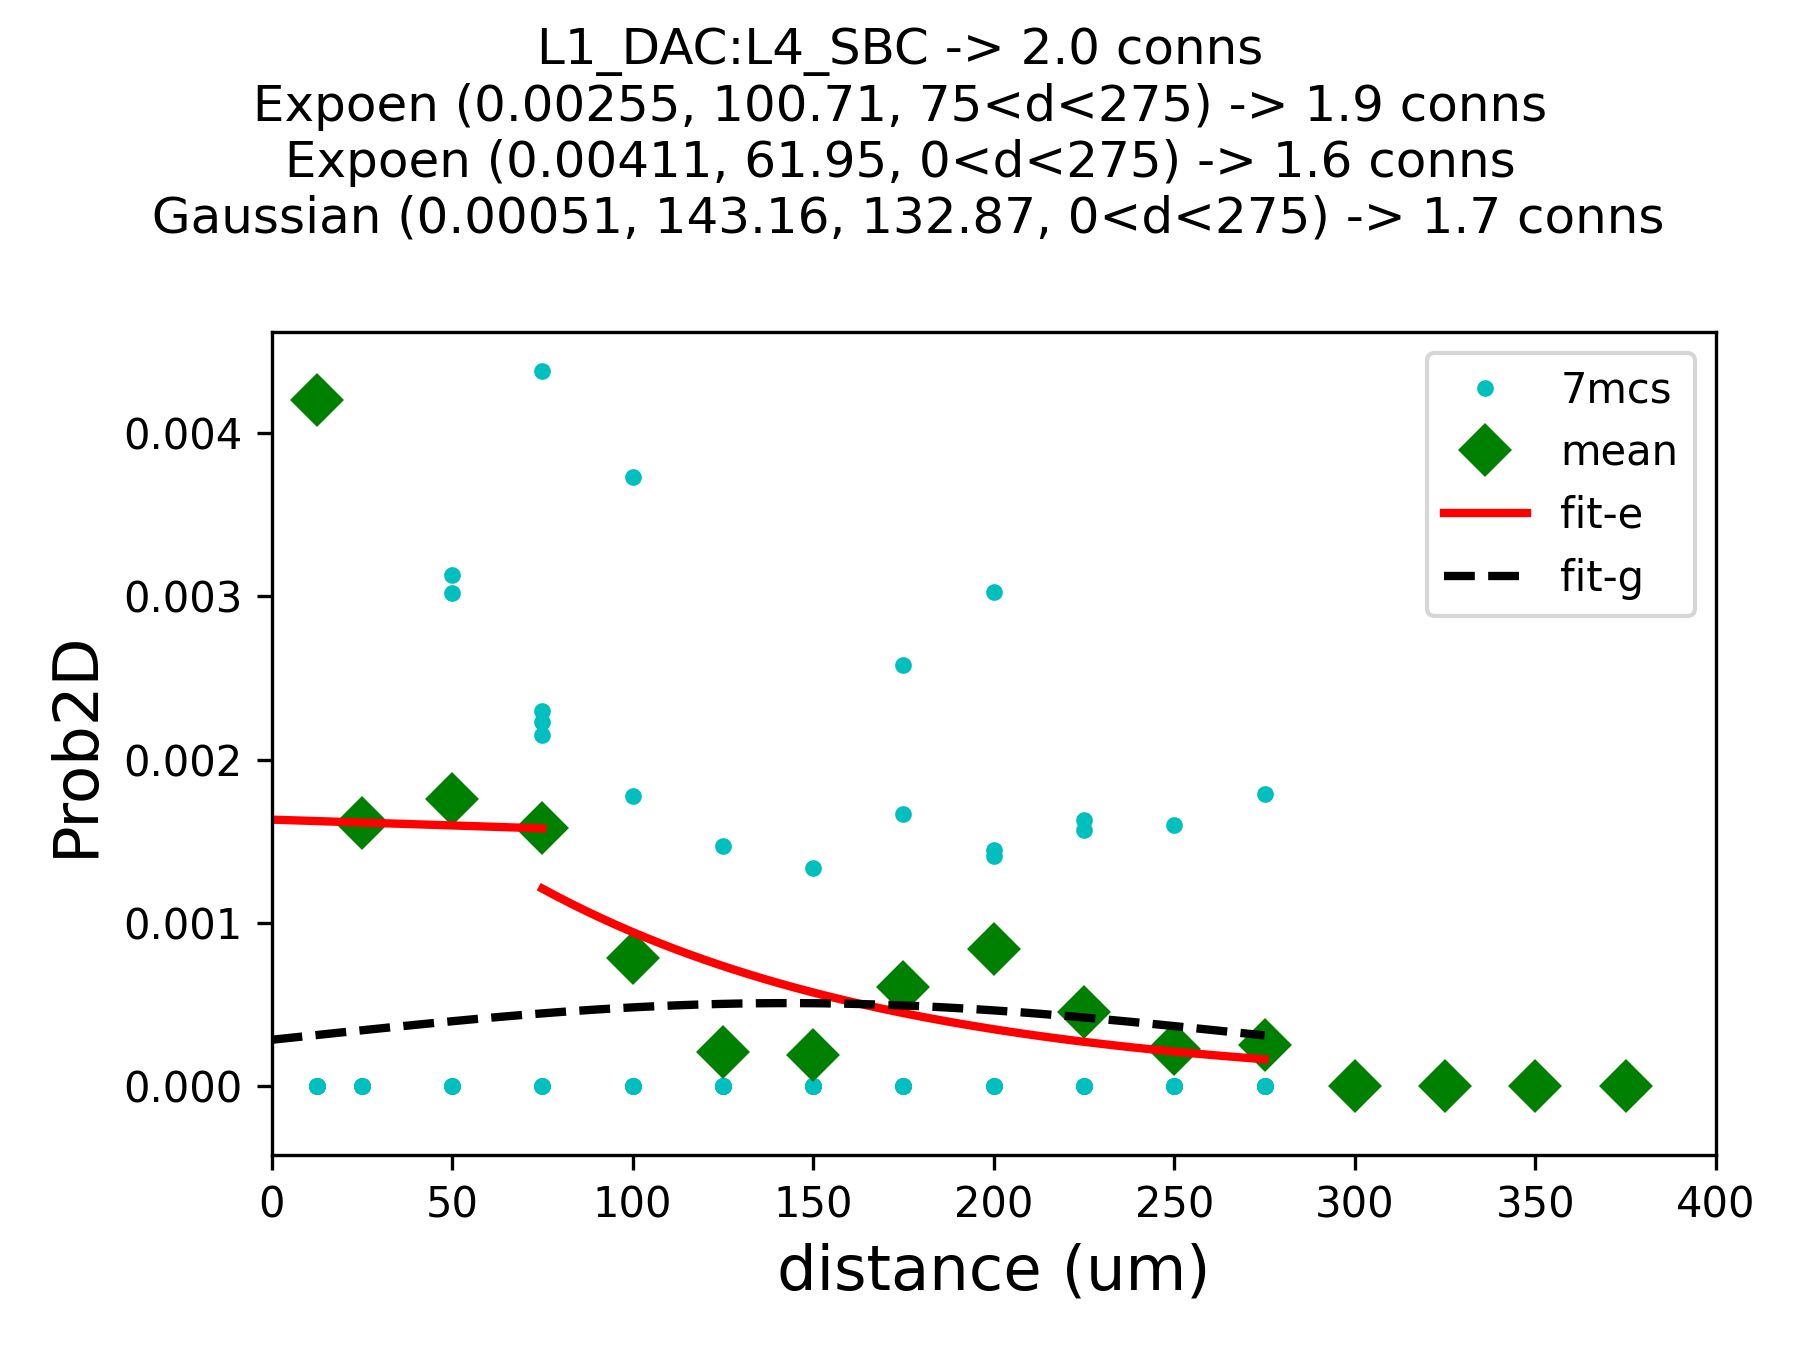 L1_DAC:L4_SBC -> 2.0 conns
Expoen (0.00255, 100.71, 75<d<275) -> 1.9 conns
Expoen (0.00411, 61.95, 0<d<275) -> 1.6 conns
Gaussian (0.00051, 143.16, 132.87, 0<d<275) -> 1.7 conns
7mcs
mean
fit-e
fit-g
Prob2D
0.004
0.003
0.002
0.001
0.000
0 50 100 150 200 250 300 350 400
distance (um)